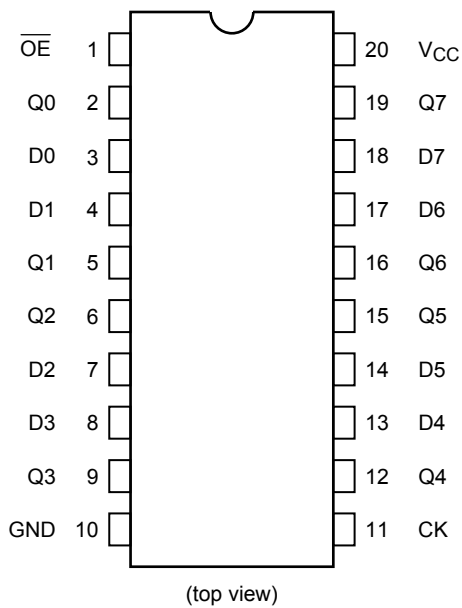 OE 1 20 VCC
Q0 2 19 Q7
D0 3 18 D7
D1 4 17 D6
Q1 5 16 Q6
Q2 6 15 Q5
D2 7 14 D5
D3 8 13 D4
Q3 9 12 Q4
GND 10 11 CK
(top view)